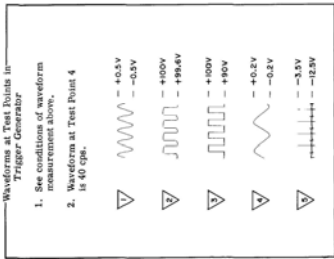 Waveforms at Test Points in
Trigger Generator
1. See conditions of waveform
measurement above.
2. Waveform at Test Point 4
is 40 cps.
1
+0.5V
-0.5V
2
+100V
+99.6V
3
+100V
+90V
4
+0.2V
-0.2V
5
-3.5V
-12.5V